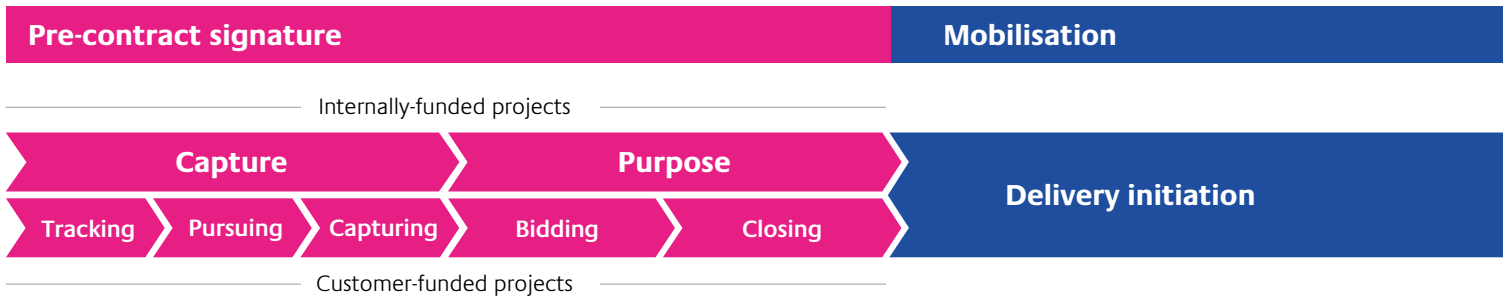 Pre-contract signature
Mobilisation
Internally-funded projects
Capture
Purpose
Delivery initiation
Tracking
Pursuing
Capturing
Bidding
Closing
Customer-funded projects